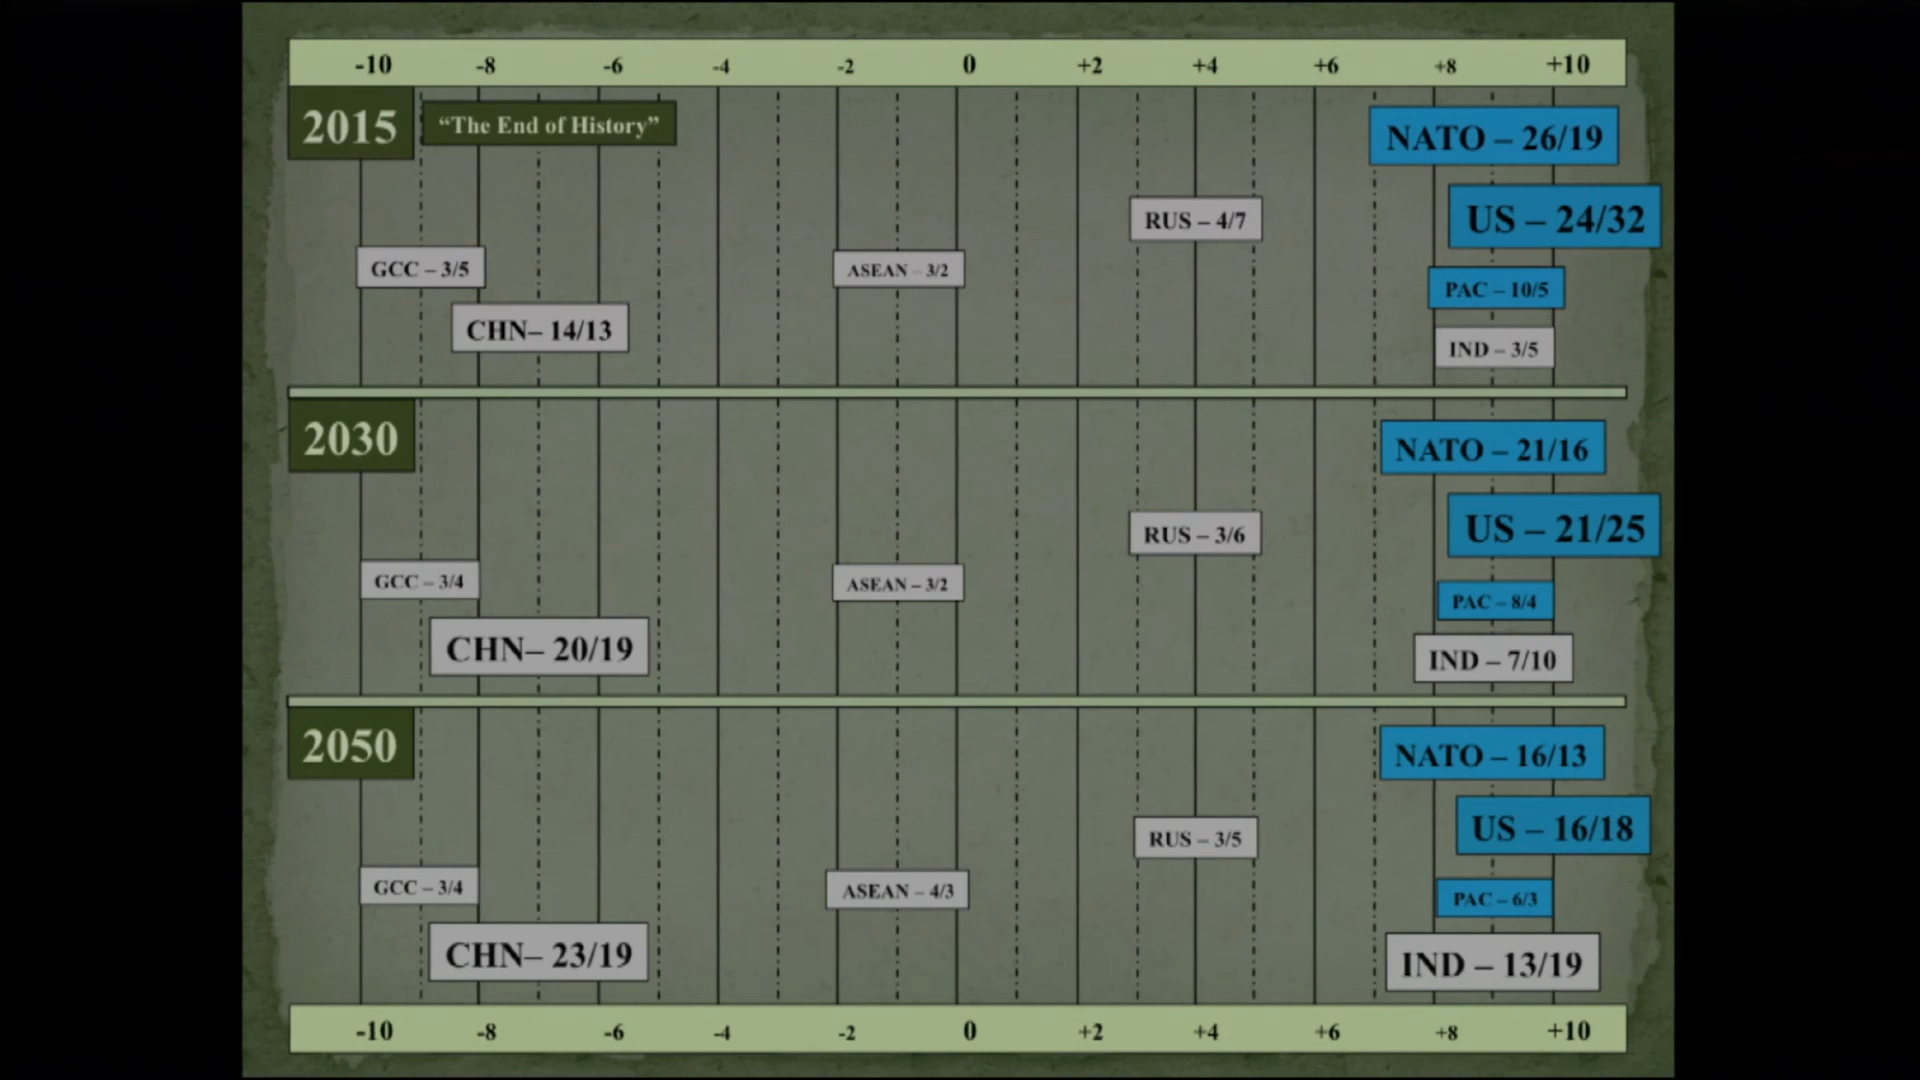 -10 -8 -6 -4 -2 0 +2 +4 +6 +8 +10
2015
“The End of History”
NATO – 26/19
US – 24/32
RUS – 4/7
GCC – 3/5
ASEAN – 3/2
PAC – 10/5
CHN– 14/13
IND – 3/5
2030
NATO – 21/16
US – 21/25
RUS – 3/6
GCC – 3/4
ASEAN – 3/2
PAC – 8/4
CHN– 20/19
IND – 7/10
2050
NATO – 16/13
US – 16/18
RUS – 3/5
GCC – 3/4
ASEAN – 4/3
PAC – 6/3
CHN– 23/19
IND – 13/19
-10 -8 -6 -4 -2 0 +2 +4 +6 +8 +10